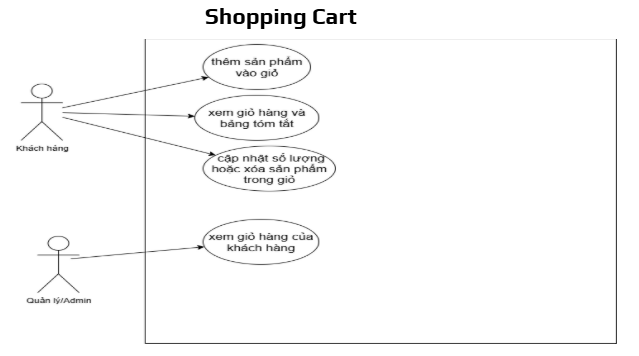 Shopping Cart
thêm sản phẩm
vào giỏ
xem giỏ hàng và
bảng tóm tắt
Khách hàng
cập nhật số lượng
hoặc xóa sản phẩm
trong giỏ
xem giỏ hàng của
khách hàng
Quản lý/Admin